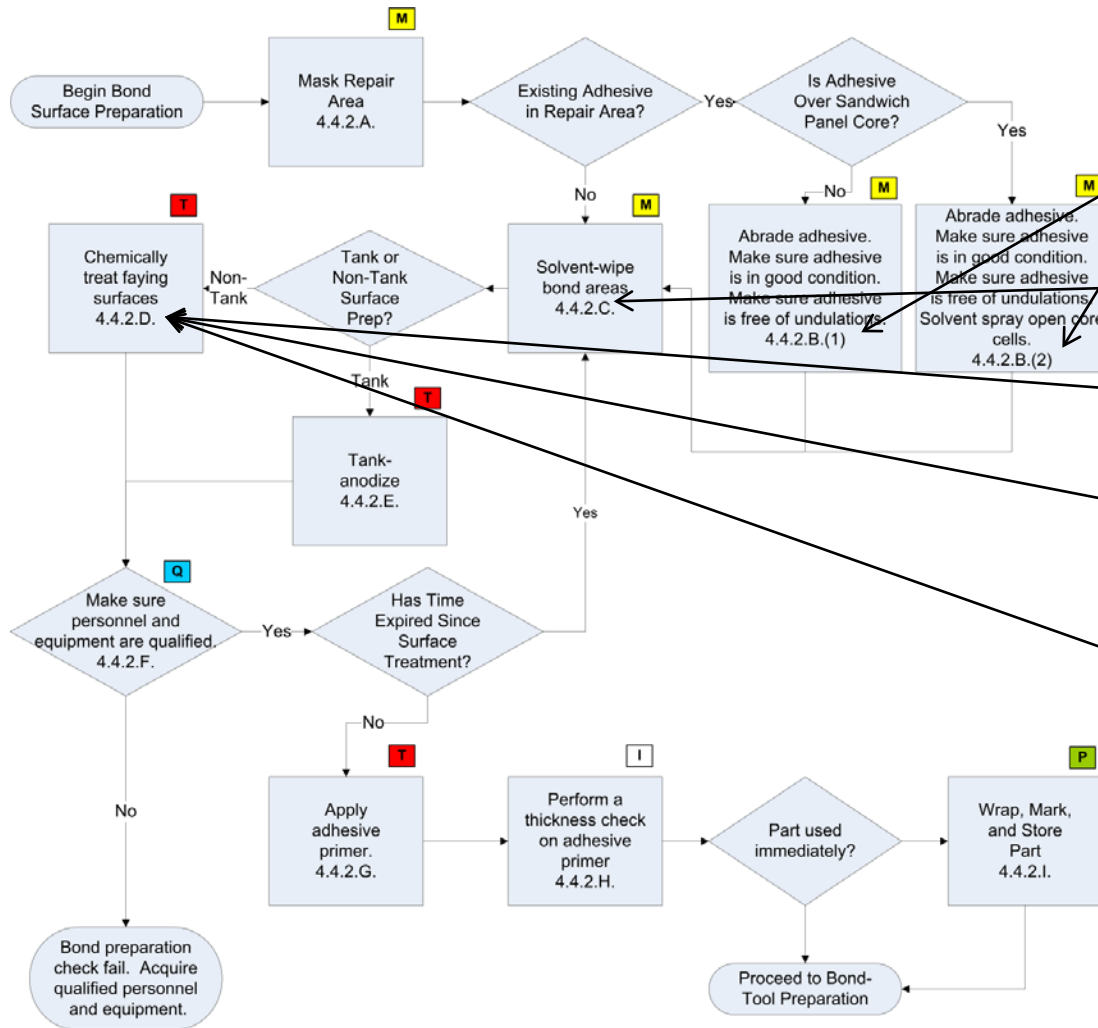 M
Begin Bond
Surface Preparation
Mask Repair
Area
4.4.2.A.
Existing Adhesive
in Repair Area?
Yes
Is Adhesive
Over Sandwich
Panel Core?
Yes
No
No
M
Abrade adhesive.
Make sure adhesive
is in good condition.
Make sure adhesive
is free of undulations.
4.4.2.B.(1)
M
Abrade adhesive.
Make sure adhesive
is in good condition.
Make sure adhesive
is free of undulations.
Solvent spray open core
cells.
4.4.2.B.(2)
M
Solvent-wipe
bond areas
4.4.2.C.
Tank or
Non-Tank
Surface
Prep?
Non-
Tank
T
Chemically
treat faying
surfaces
4.4.2.D.
Tank
T
Tank-
anodize
4.4.2.E.
Yes
Q
Make sure
personnel and
equipment are qualified.
4.4.2.F.
Yes
Has Time
Expired Since
Surface
Treatment?
No
No
T
Apply
adhesive
primer.
4.4.2.G.
I
Perform a
thickness check
on adhesive
primer
4.4.2.H.
Part used
immediately?
P
Wrap, Mark,
and Store
Part
4.4.2.I.
Bond preparation
check fail. Acquire
qualified personnel
and equipment.
Proceed to Bond-
Tool Preparation